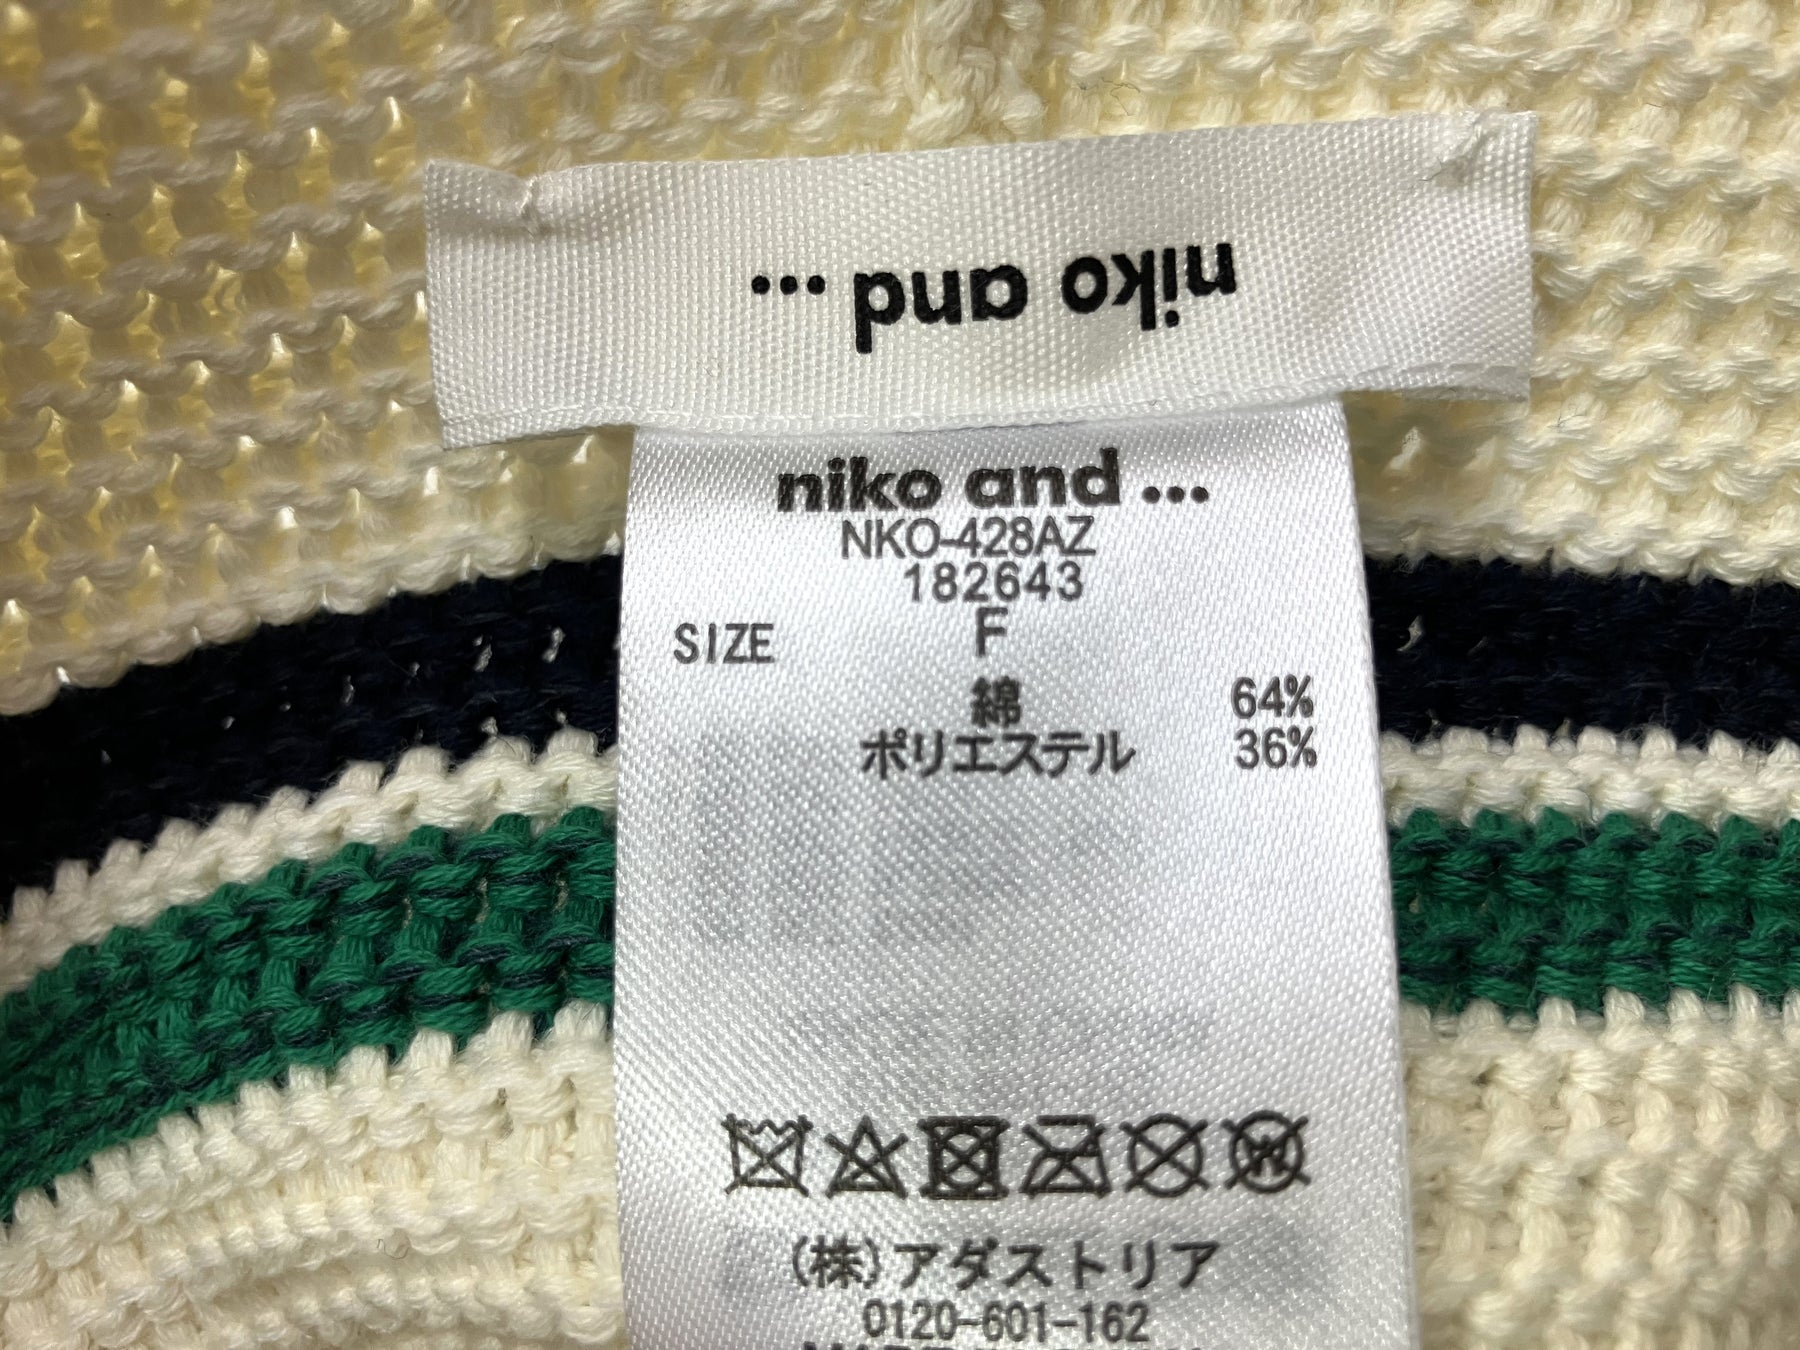 niko and ...
niko and ...
NKO-428AZ
182643
SIZE F
綿 64%
ポリエステル 36%
(株)アダストリア
0120-601-162